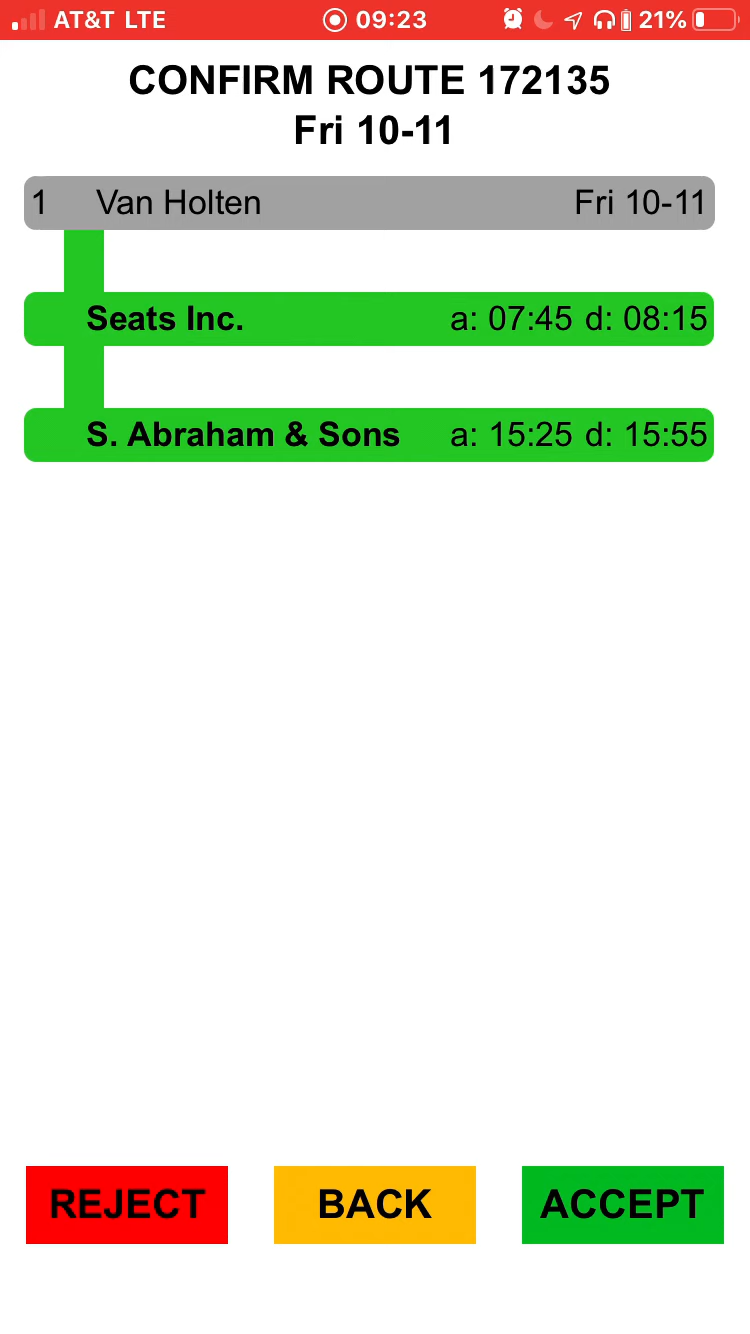 AT&T LTE 09:23 21%
CONFIRM ROUTE 172135
Fri 10-11
1 Van Holten Fri 10-11
Seats Inc. a: 07:45 d: 08:15
S. Abraham & Sons a: 15:25 d: 15:55
REJECT BACK ACCEPT